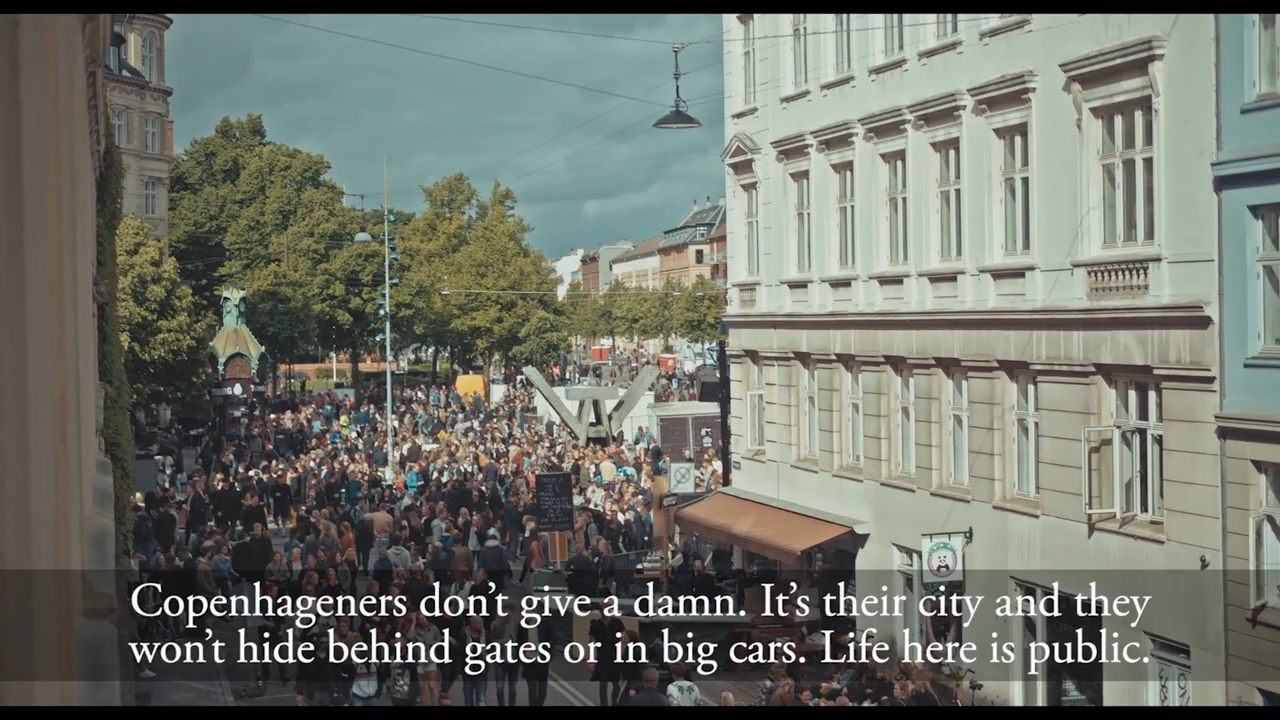 Copenhageners don't give a damn. It's their city and they
won't hide behind gates or in big cars. Life here is public.